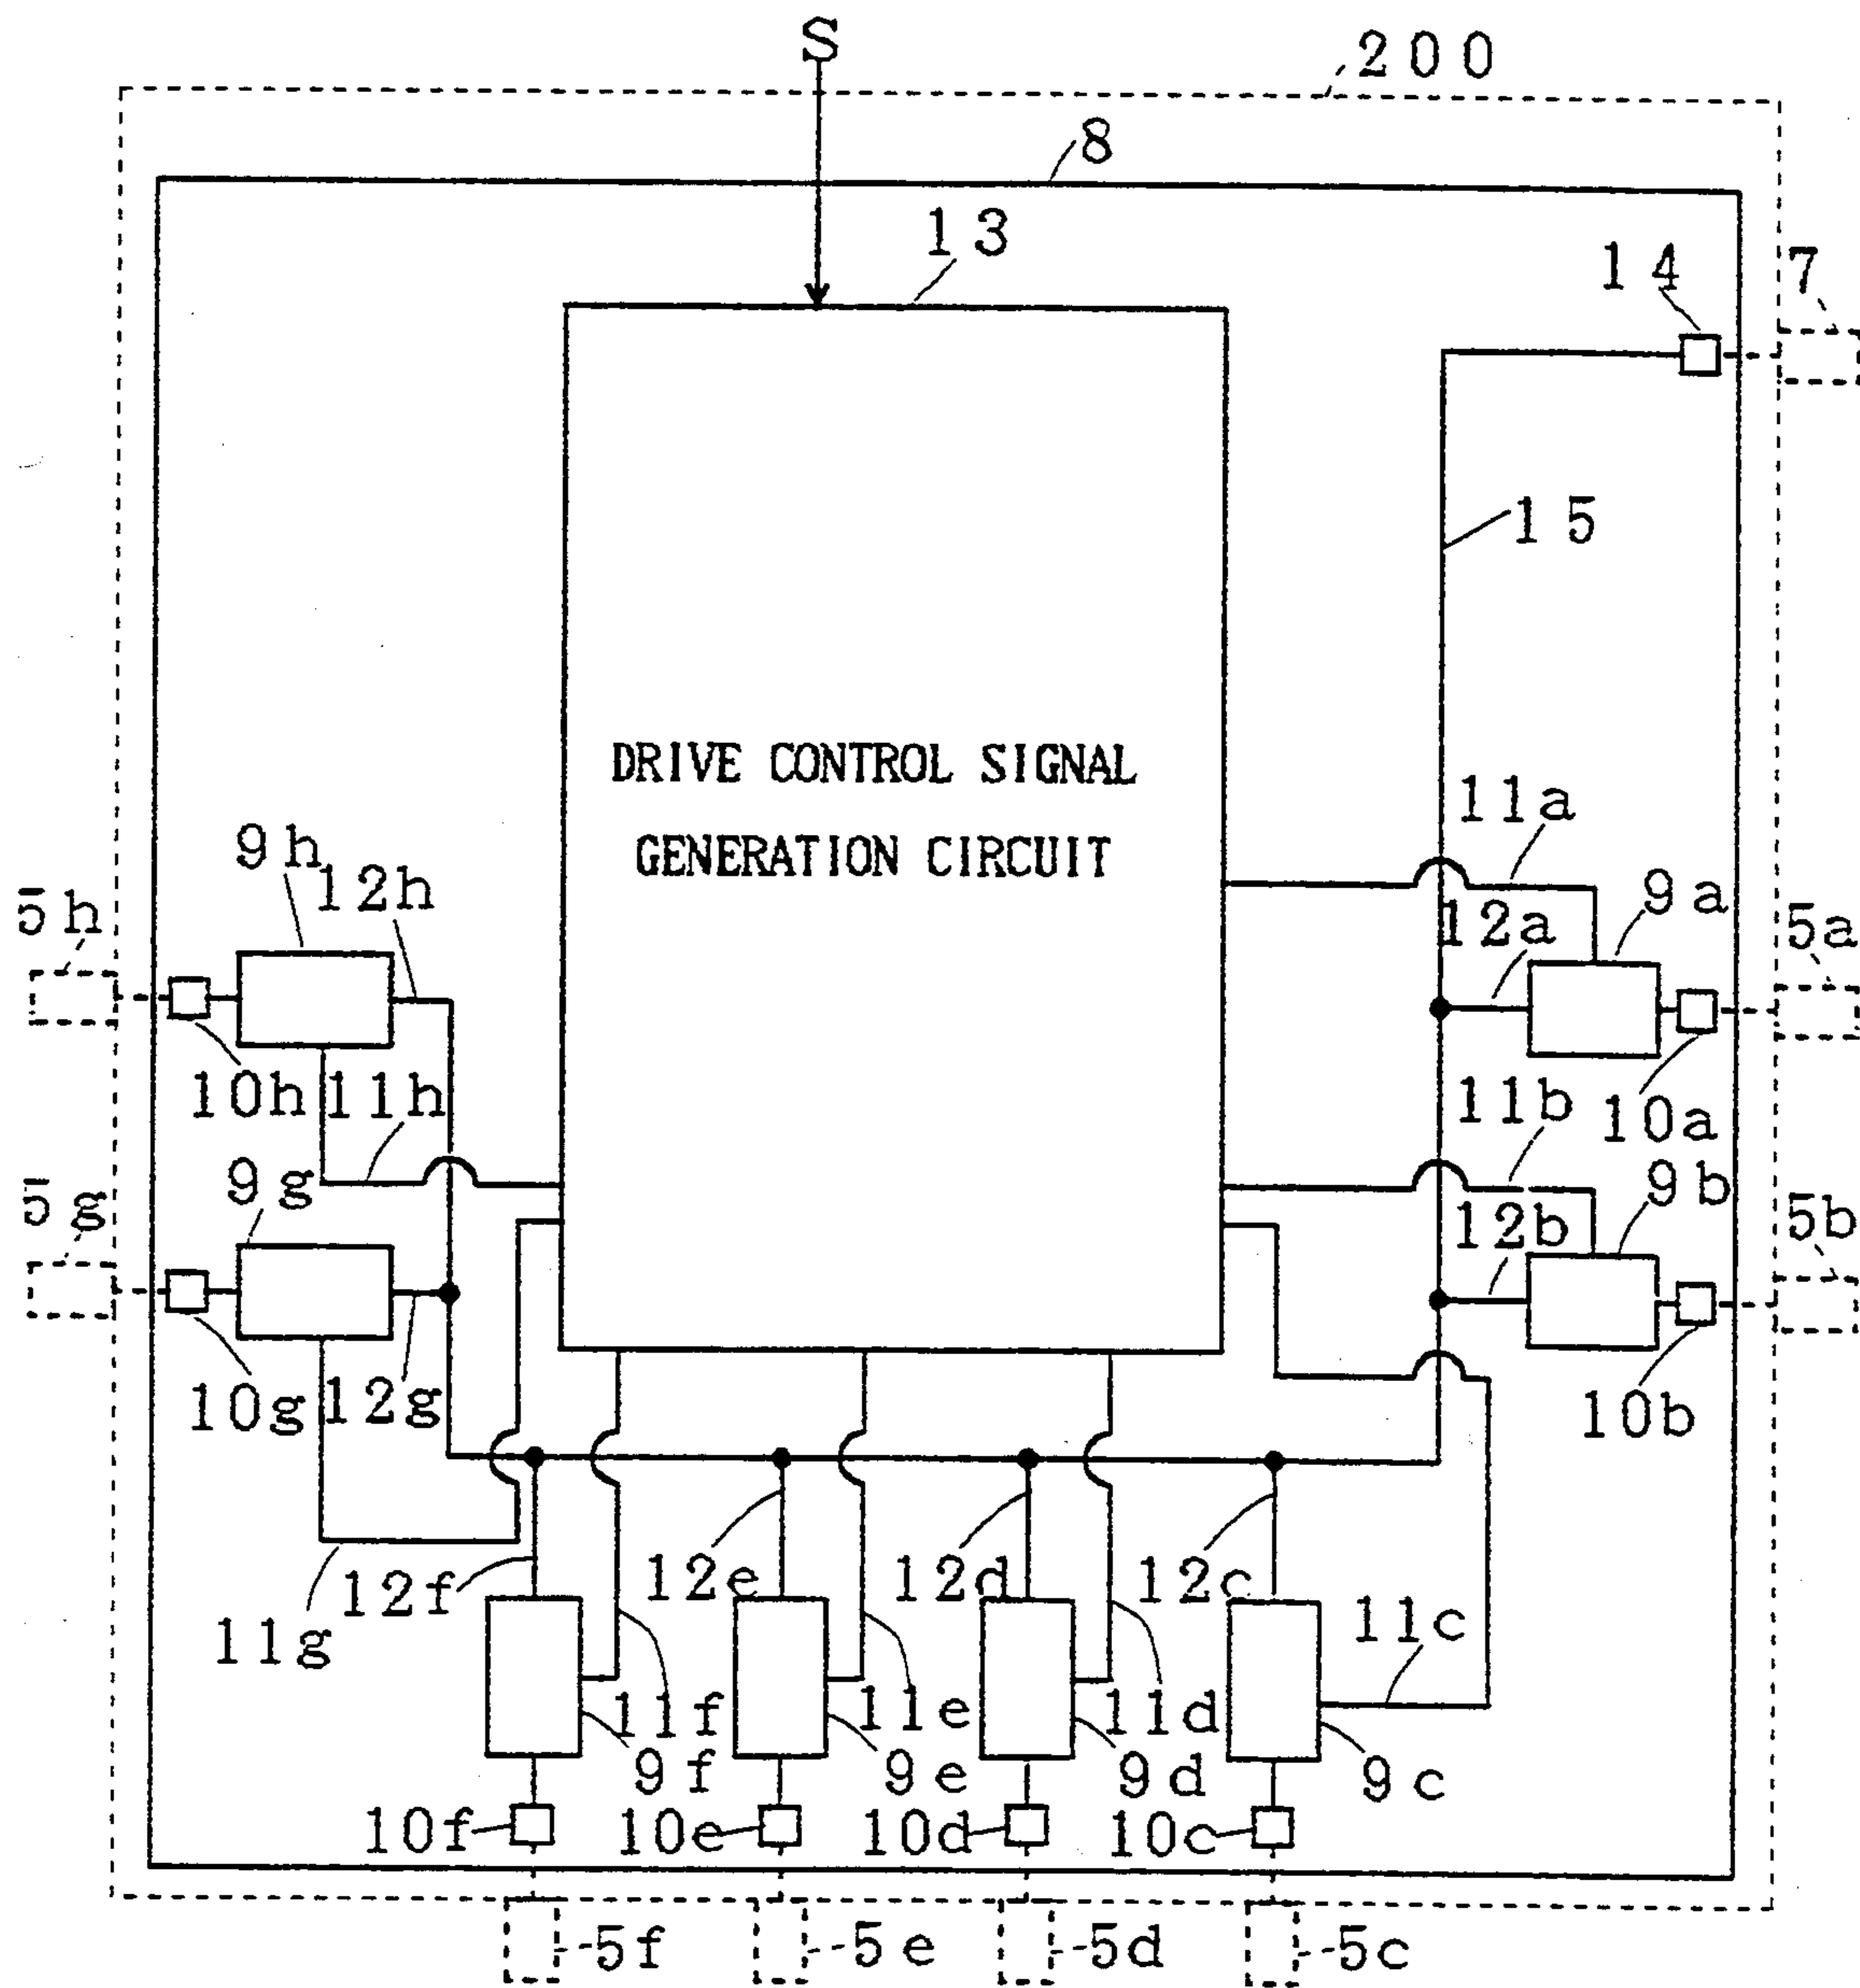 S
200
8
13
14
7
15
DRIVE CONTROL SIGNAL
GENERATION CIRCUIT
11a
9h
12h
9a
5h
12a
5a
10h
11h
11b
10a
9g
9b
5g
12b
5b
10g
12g
10b
12f
12e
12d
12c
11g
11c
11f
11e
11d
9f
9e
9d
9c
10f
10e
10d
10c
5f
5e
5d
5c